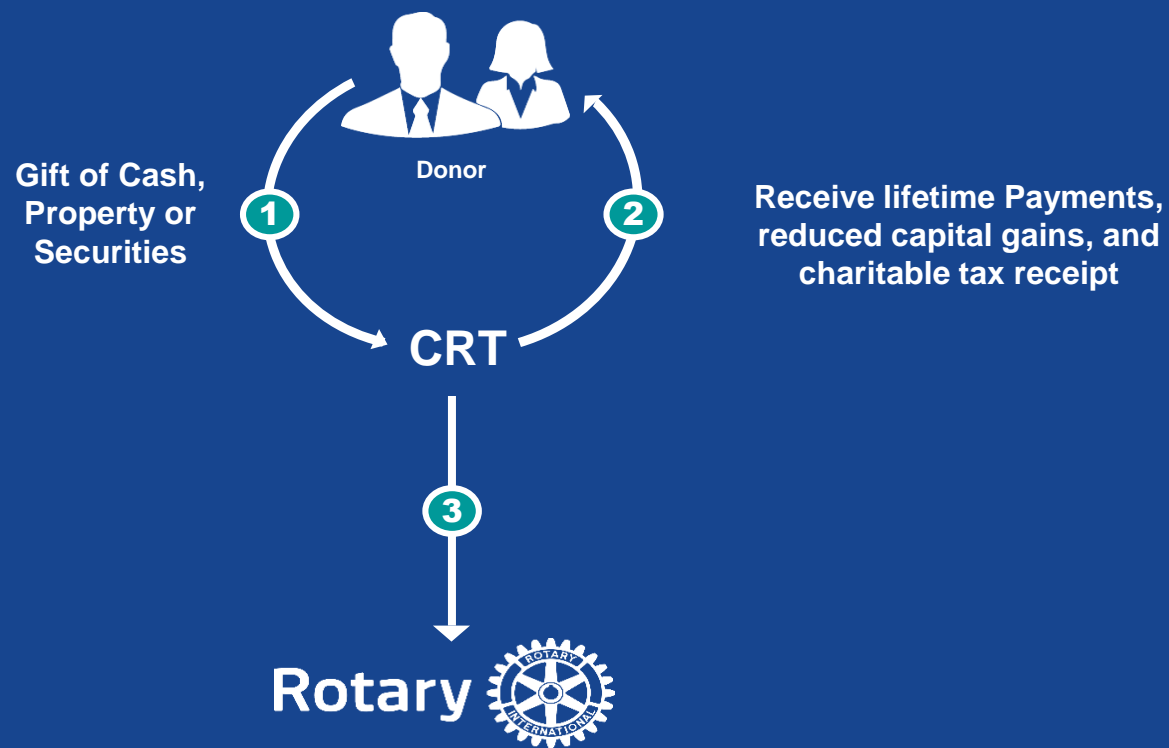 Donor
Gift of Cash,
Property or
Securities
1
2
Receive lifetime Payments,
reduced capital gains, and
charitable tax receipt
CRT
3
Rotary
ROTARY
INTERNATIONAL